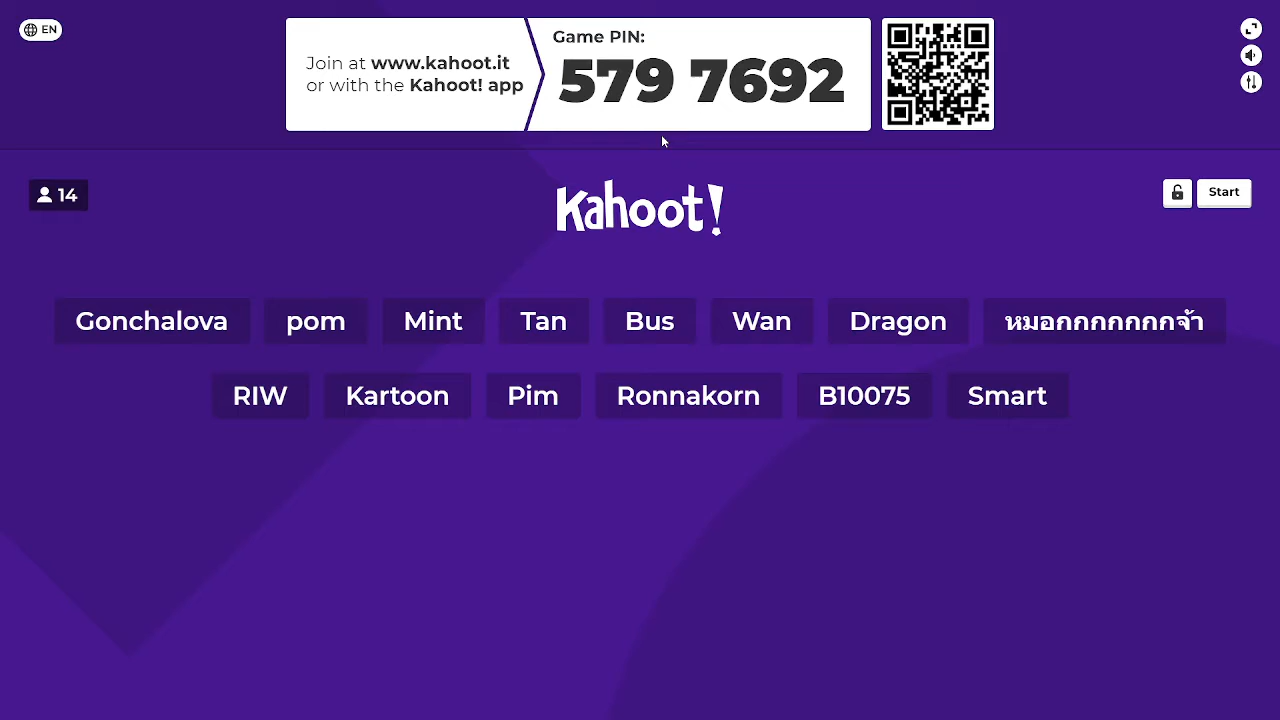 EN
Join at www.kahoot.it
or with the Kahoot! app
Game PIN:
579 7692
14
Kahoot!
Start
Gonchalova pom Mint Tan Bus Wan Dragon หมอกกกกกกกจ้า
RIW Kartoon Pim Ronnakorn B10075 Smart